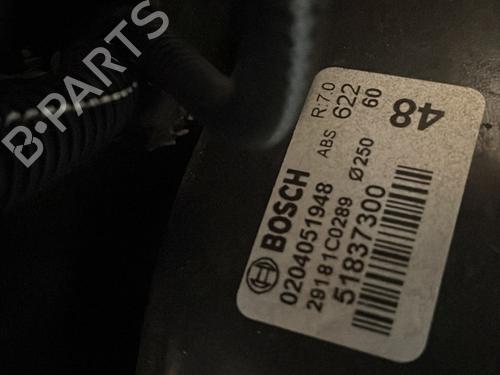 B-PARTS
BOSCH
0204051948
29181C0289
51837300
ABS
Ø250
R:7.0
622
60
48